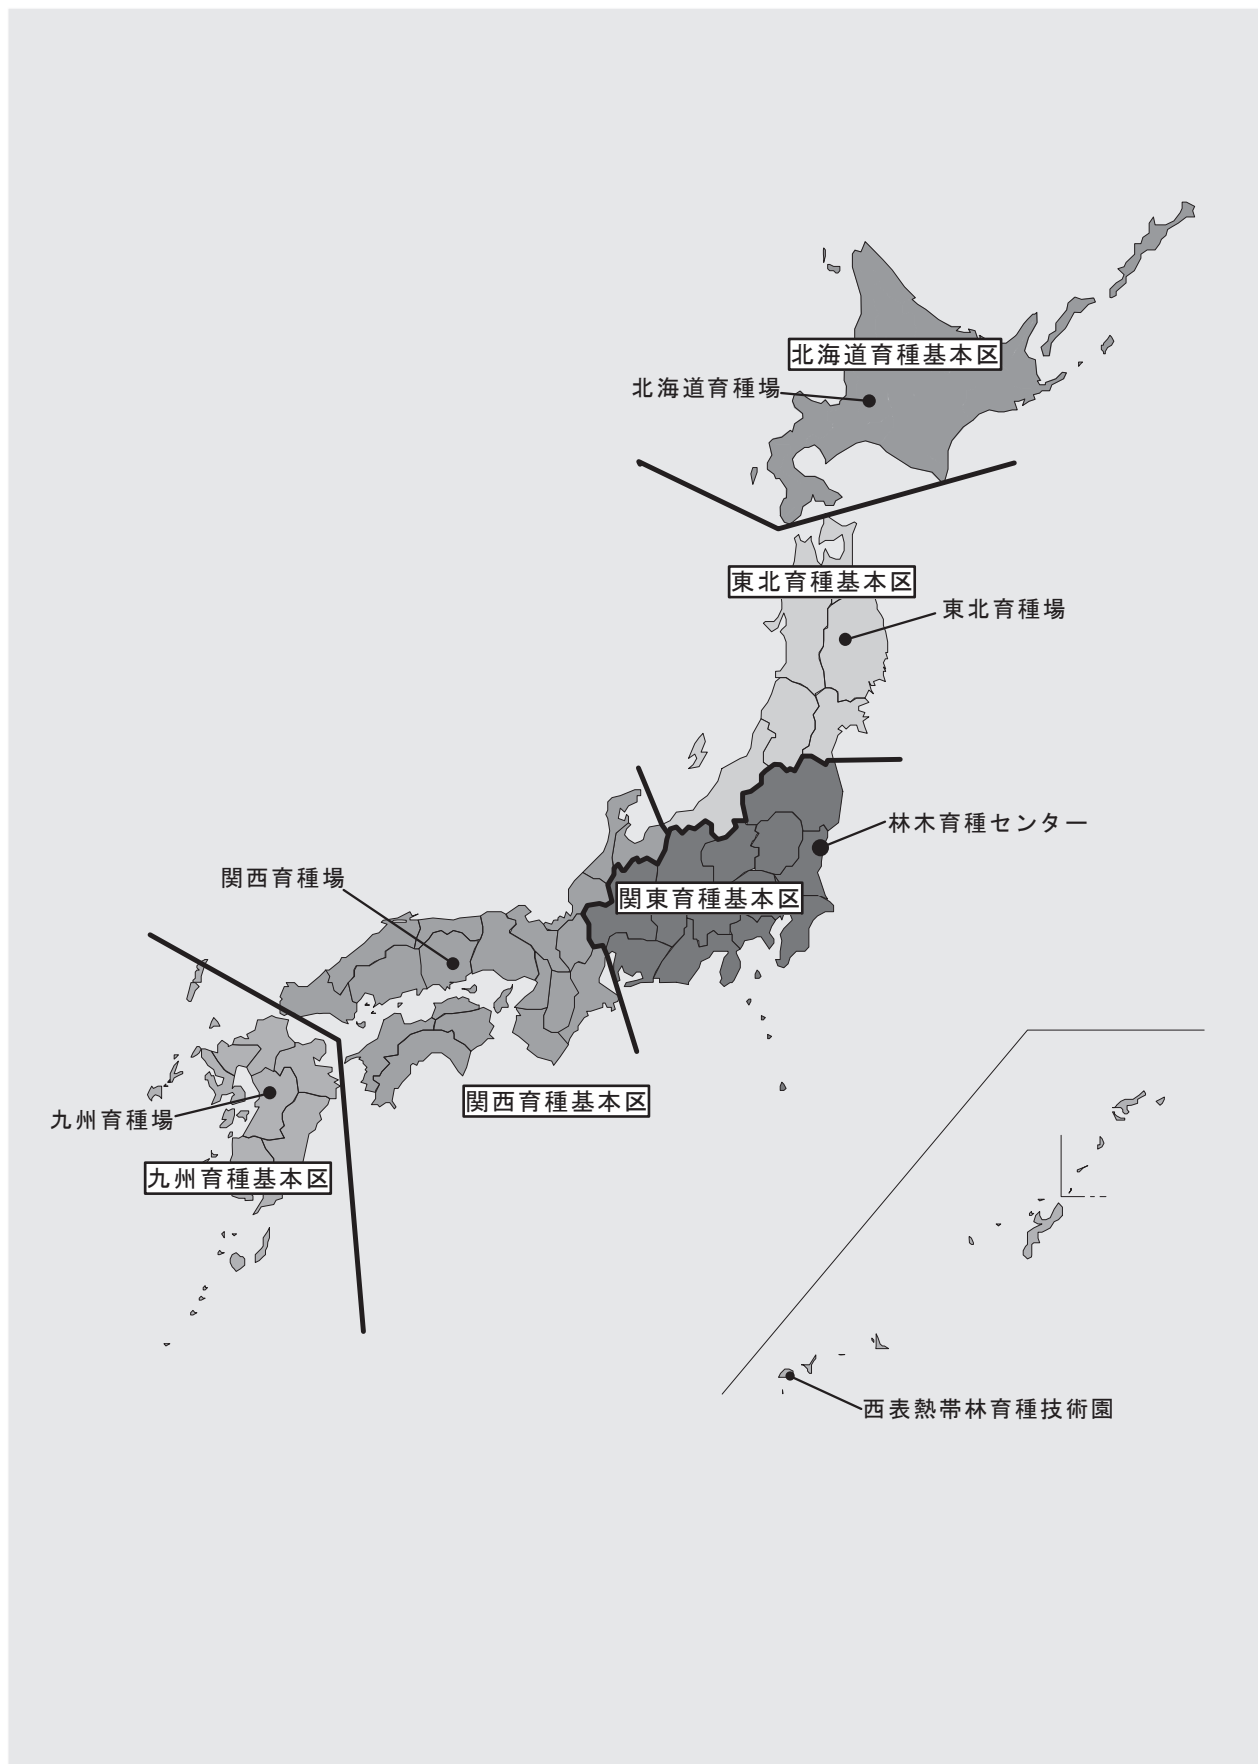 北海道育種基本区
北海道育種場
東北育種基本区
東北育種場
林木育種センター
関西育種場
関東育種基本区
関西育種基本区
九州育種場
九州育種基本区
西表熱帯林育種技術園